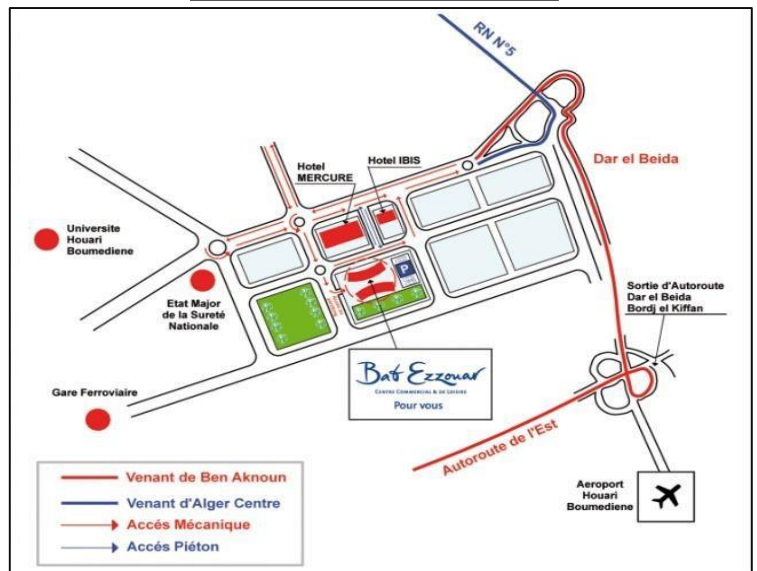 RN N°5
Dar el Beida
Hotel
MERCURE
Hotel IBIS
Universite
Houari
Boumediene
Etat Major
de la Sureté
Nationale
P
Sortie d'Autoroute
Dar el Beida
Bordj el Kiffan
Gare Ferroviaire
Bab Ezzouar
CENTRE COMMERCIAL & DE LOISIRS
Pour vous
Autoroute de l'Est
Aeroport
Houari
Boumediene
Venant de Ben Aknoun
Venant d'Alger Centre
Accés Mécanique
Accés Piéton